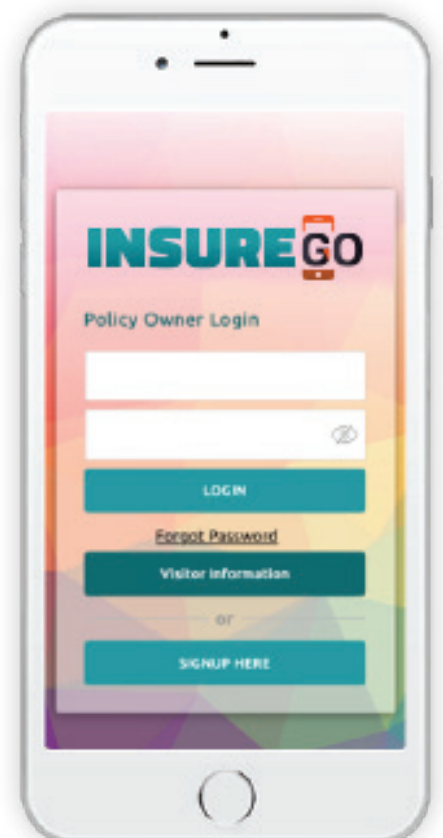 INSUREGO
Policy Owner Login
LOGIN
Forgot Password
Visitor Information
or
SIGNUP HERE